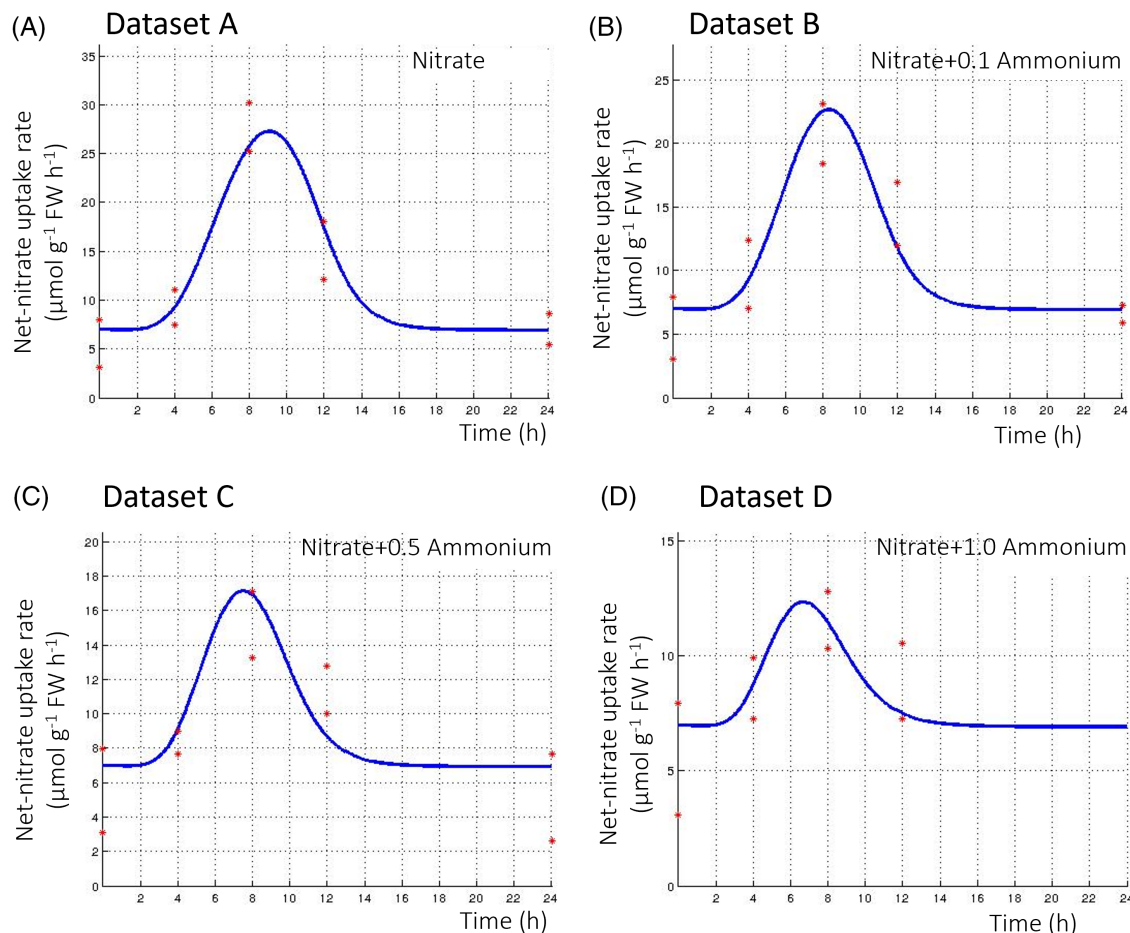 (A) Dataset A
Nitrate
35
30
25
20
15
10
5
0
2 4 6 8 10 12 14 16 18 20 22 24
Time (h)
Net-nitrate uptake rate
(µmol g⁻¹ FW h⁻¹)
(B) Dataset B
Nitrate+0.1 Ammonium
25
20
15
10
5
0
2 4 6 8 10 12 14 16 18 20 22 24
Time (h)
Net-nitrate uptake rate
(µmol g⁻¹ FW h⁻¹)
(C) Dataset C
Nitrate+0.5 Ammonium
20
18
16
14
12
10
8
6
4
2
0
2 4 6 8 10 12 14 16 18 20 22 24
Time (h)
Net-nitrate uptake rate
(µmol g⁻¹ FW h⁻¹)
(D) Dataset D
Nitrate+1.0 Ammonium
15
10
5
0
2 4 6 8 10 12 14 16 18 20 22 24
Time (h)
Net-nitrate uptake rate
(µmol g⁻¹ FW h⁻¹)